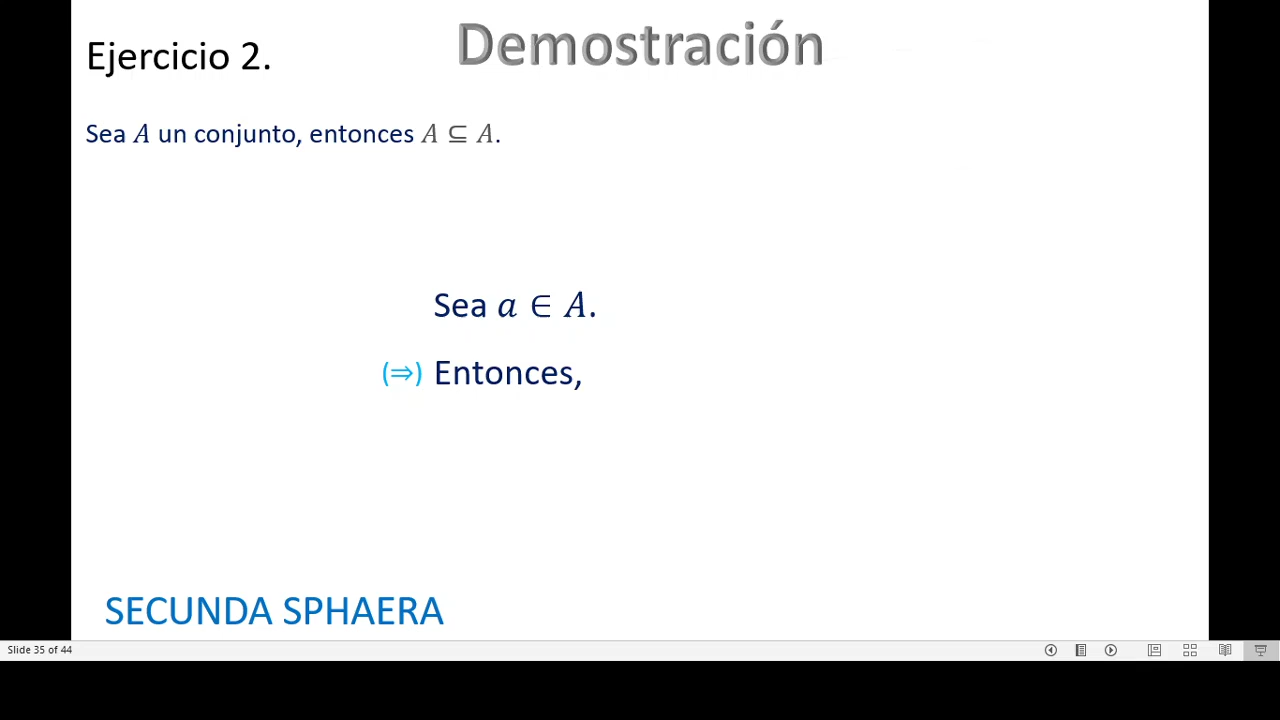 Demostración
Ejercicio 2.
Sea A un conjunto, entonces A ⊆ A.
Sea a ∈ A.
(⇒) Entonces,
SECUNDA SPHAERA
Slide 35 of 44